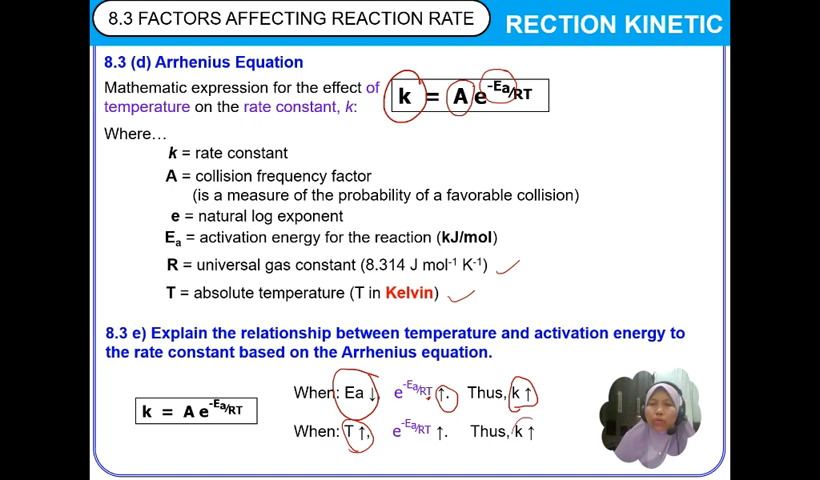 8.3 FACTORS AFFECTING REACTION RATE
RECTION KINETIC
8.3 (d) Arrhenius Equation
Mathematic expression for the effect of
temperature on the rate constant, k:
k = A e^-Ea/RT
Where…
k = rate constant
A = collision frequency factor
(is a measure of the probability of a favorable collision)
e = natural log exponent
Ea = activation energy for the reaction (kJ/mol)
R = universal gas constant (8.314 J mol-1 K-1)
T = absolute temperature (T in Kelvin)
8.3 e) Explain the relationship between temperature and activation energy to
the rate constant based on the Arrhenius equation.
k = A e^-Ea/RT
When: Ea ↓, e^-Ea/RT ↑. Thus, k ↑
When: T ↑, e^-Ea/RT ↑. Thus, k ↑